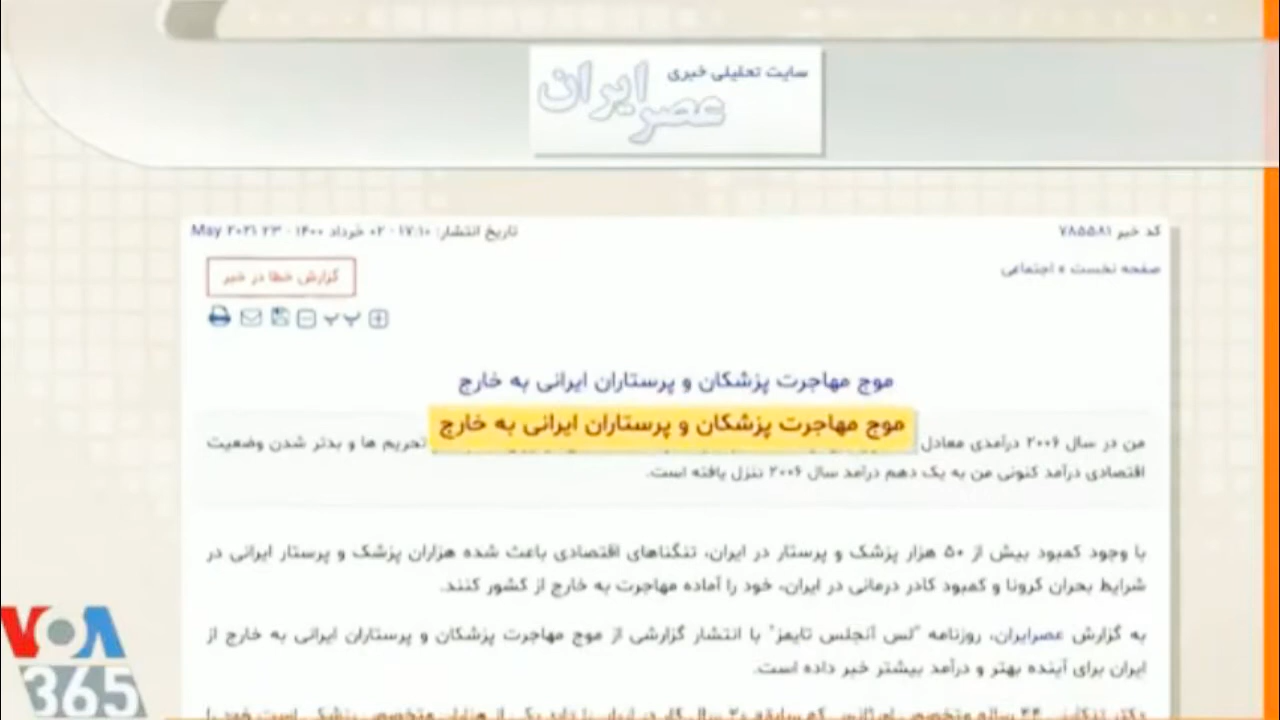 سایت تحلیلی خبری
عصر ایران
کد خبر ۷۸۵۵۸۱
تاریخ انتشار: ۱۷:۱۰ - ۰۲ خرداد ۱۴۰۰ - ۲۳ May ۲۰۲۱
صفحه نخست » اجتماعی
گزارش خطا در خبر
موج مهاجرت پزشکان و پرستاران ایرانی به خارج
موج مهاجرت پزشکان و پرستاران ایرانی به خارج
من در سال ۲۰۰۶ درآمدی معادل تحریم ها و بدتر شدن وضعیت
اقتصادی درآمد کنونی من به یک دهم درآمد سال ۲۰۰۶ تنزل یافته است.
با وجود کمبود بیش از ۵۰ هزار پزشک و پرستار در ایران، تنگناهای اقتصادی باعث شده هزاران پزشک و پرستار ایرانی در
شرایط بحران کرونا و کمبود کادر درمانی در ایران، خود را آماده مهاجرت به خارج از کشور کنند.
به گزارش عصرایران، روزنامه "لس آنجلس تایمز" با انتشار گزارشی از موج مهاجرت پزشکان و پرستاران ایرانی به خارج از
ایران برای آینده بهتر و درآمد بیشتر خبر داده است.
VOA
365